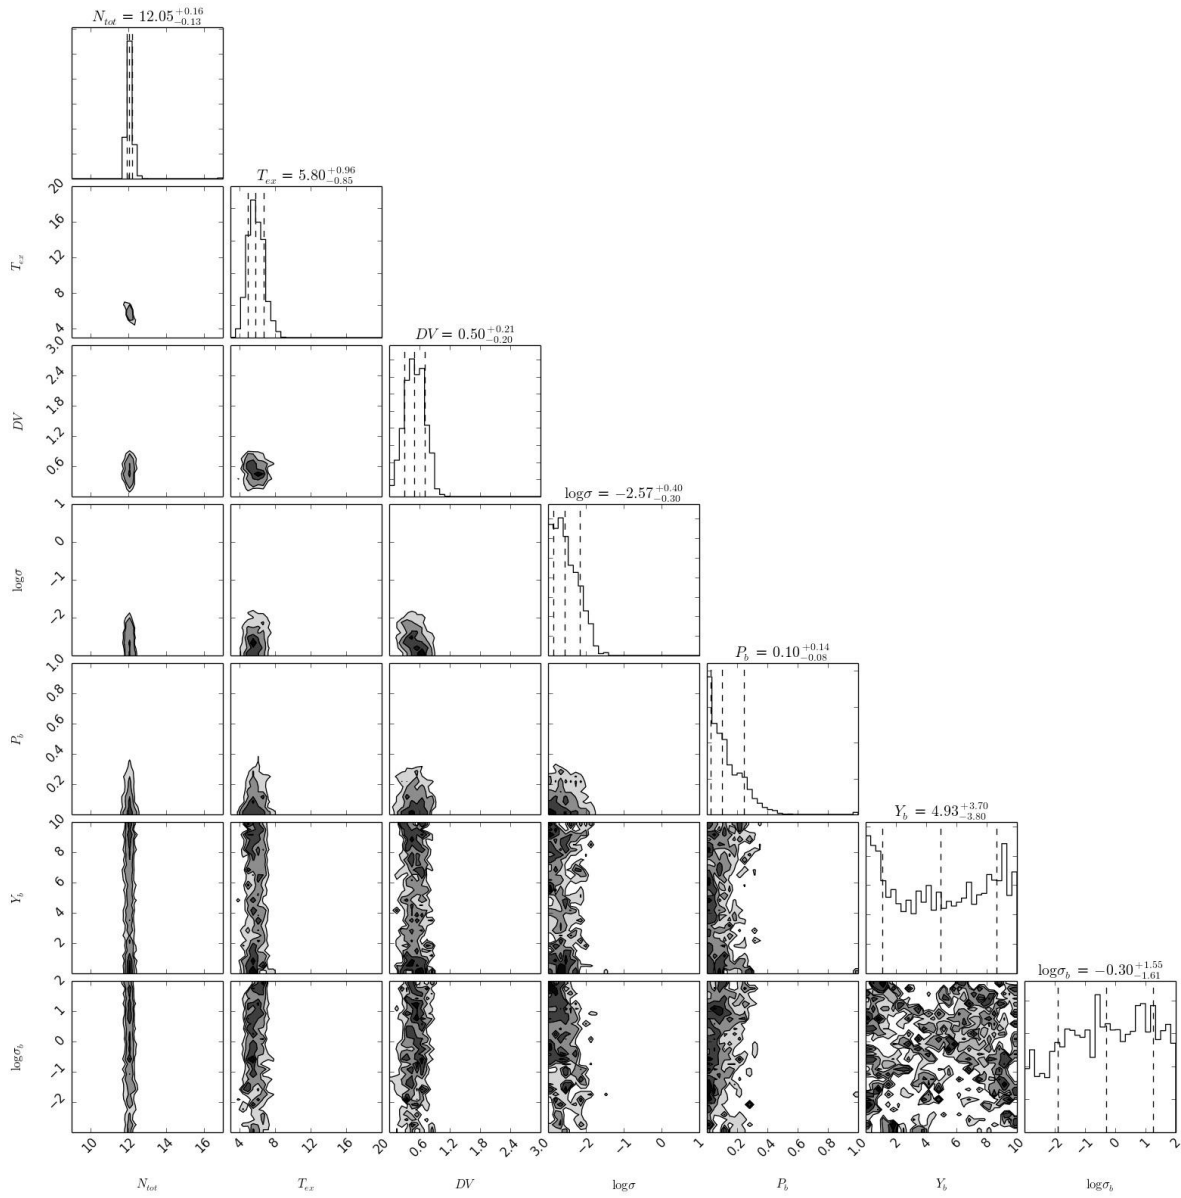 N_tot = 12.05 +0.16 −0.13
T_ex = 5.80 +0.96 −0.85
DV = 0.50 +0.21 −0.20
logσ = −2.57 +0.40 −0.30
P_b = 0.10 +0.14 −0.08
Y_b = 4.93 +3.70 −3.80
logσ_b = −0.30 +1.55 −1.61
T_ex
20
16
12
8
4
DV
3.0
2.4
1.8
1.2
0.6
logσ
1
0
−1
−2
P_b
1.0
0.8
0.6
0.4
0.2
Y_b
10
8
6
4
2
logσ_b
2
1
0
−1
−2
10 12 14 16
4 8 12 16 20
0.6 1.2 1.8 2.4 3.0
−2 −1 0 1
0.2 0.4 0.6 0.8 1.0
2 4 6 8 10
−2 −1 0 1 2
N_tot T_ex DV logσ P_b Y_b logσ_b